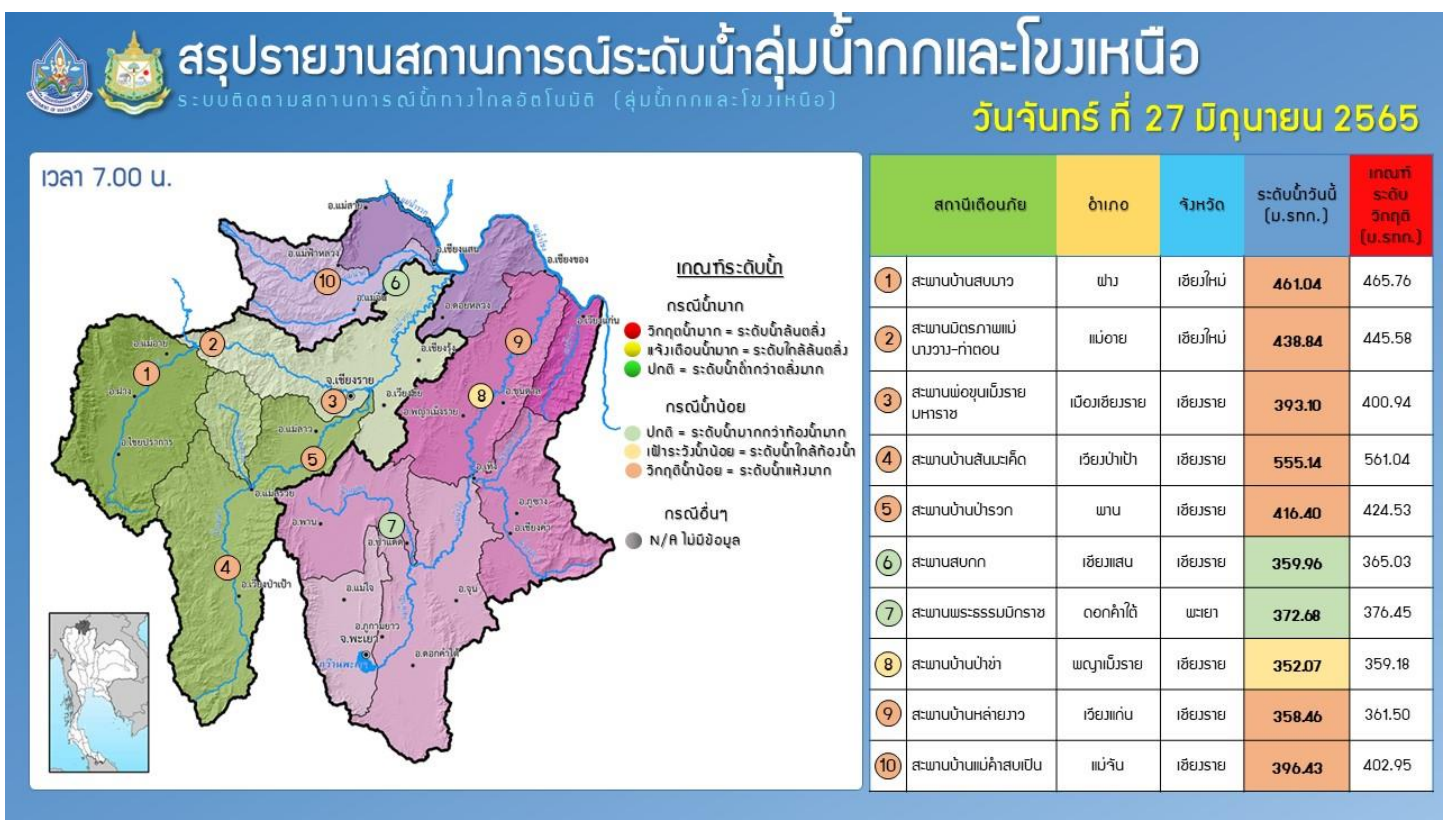 สรุปรายงานสถานการณ์ระดับน้ำลุ่มน้ำกกและโขงเหนือ
ระบบติดตามสถานการณ์น้ำทางไกลอัตโนมัติ (ลุ่มน้ำกกและโขงเหนือ)
วันจันทร์ ที่ 27 มิถุนายน 2565
เวลา 7.00 น.
อ.แม่สาย
อ.แม่ฟ้าหลวง
อ.เชียงแสน
อ.เชียงของ
10
6
อ.ดอยหลวง
อ.เวียงแก่น
9
2
อ.แม่อาย
1
อ.ฝาง
อ.เชียงรุ้ง
จ.เชียงราย
3
8
อ.ขุนตาล
อ.พญาเม็งราย
อ.แม่ลาว
อ.ไชยปราการ
5
อ.เทิง
อ.แม่สรวย
อ.พาน
7
อ.ป่าแดด
อ.ภูซาง
อ.เชียงคำ
4
อ.เวียงป่าเป้า
อ.แม่ใจ
อ.จุน
อ.ภูกามยาว
จ.พะเยา
กว๊านพะเยา
อ.ดอกคำใต้
เกณฑ์ระดับน้ำ
กรณีน้ำมาก
วิกฤตน้ำมาก = ระดับน้ำล้นตลิ่ง
แจ้งเตือนน้ำมาก = ระดับใกล้ล้นตลิ่ง
ปกติ = ระดับน้ำต่ำกว่าตลิ่งมาก
กรณีน้ำน้อย
ปกติ = ระดับน้ำมากกว่าท้องน้ำมาก
เฝ้าระวังน้ำน้อย = ระดับน้ำใกล้ท้องน้ำ
วิกฤติน้ำน้อย = ระดับน้ำแห้งมาก
กรณีอื่นๆ
N/A ไม่มีข้อมูล
สถานีเตือนภัย อำเภอ จังหวัด ระดับน้ำวันนี้ (ม.รทก.) เกณฑ์ระดับวิกฤติ (ม.รทก.)
1 สะพานบ้านสบมาว ฝาง เชียงใหม่ 461.04 465.76
2 สะพานมิตรภาพแม่นางวาง-ท่าตอน แม่อาย เชียงใหม่ 438.84 445.58
3 สะพานพ่อขุนเม็งรายมหาราช เมืองเชียงราย เชียงราย 393.10 400.94
4 สะพานบ้านสันมะเค็ด เวียงป่าเป้า เชียงราย 555.14 561.04
5 สะพานบ้านป่ารวก พาน เชียงราย 416.40 424.53
6 สะพานสบกก เชียงแสน เชียงราย 359.96 365.03
7 สะพานพระธรรมมิกราช ดอกคำใต้ พะเยา 372.68 376.45
8 สะพานบ้านป่าข่า พญาเม็งราย เชียงราย 352.07 359.18
9 สะพานบ้านหล่ายงาว เวียงแก่น เชียงราย 358.46 361.50
10 สะพานบ้านแม่คำสบเปิน แม่จัน เชียงราย 396.43 402.95